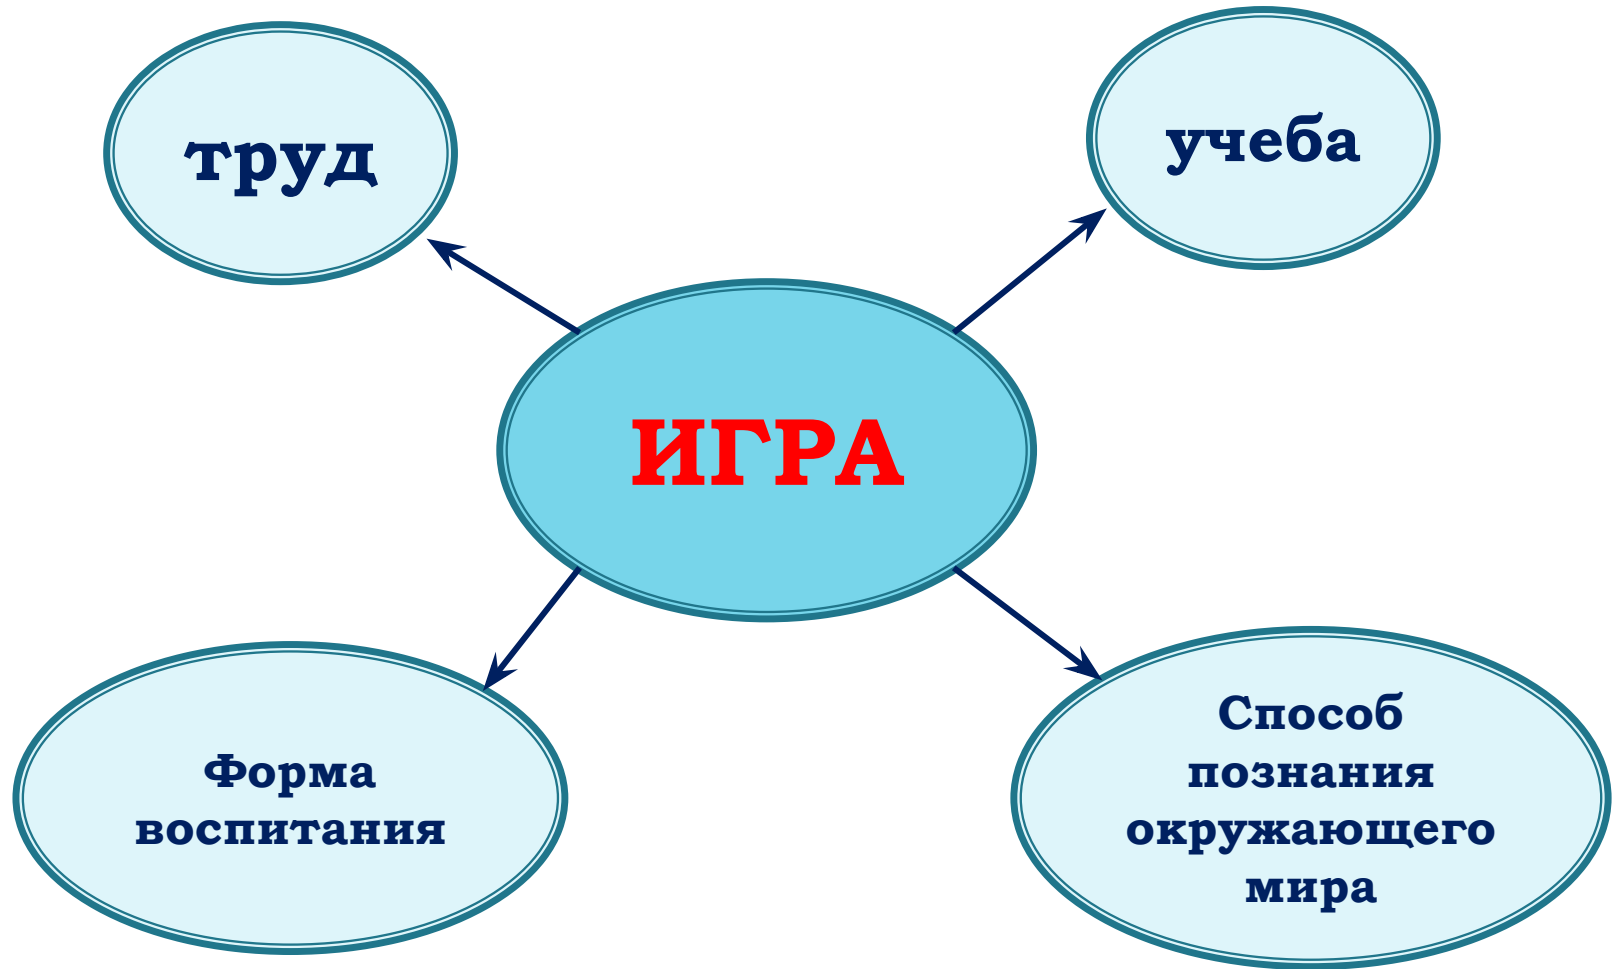 труд
учеба
ИГРА
Форма
воспитания
Способ
познания
окружающего
мира